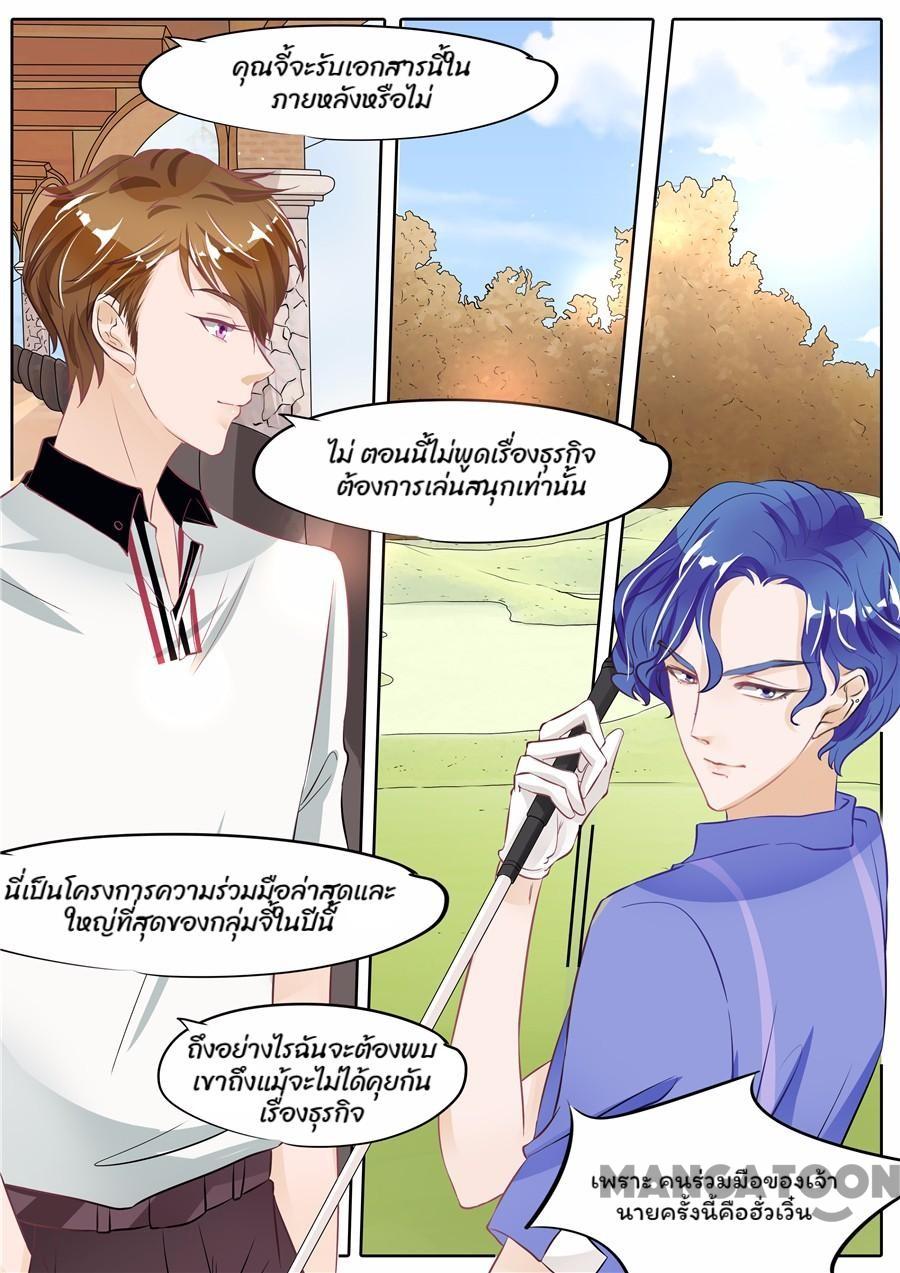 คุณจี้จะรับเอกสารนี้ใน
ภายหลังหรือไม่
ไม่ ตอนนี้ไม่พูดเรื่องธุรกิจ
ต้องการเล่นสนุกเท่านั้น
นี่เป็นโครงการความร่วมมือล่าสุดและ
ใหญ่ที่สุดของกลุ่มจี้ในปีนี้
ถึงอย่างไรฉันจะต้องพบ
เขาถึงแม้จะไม่ได้คุยกัน
เรื่องธุรกิจ
เพราะ คนร่วมมือของเจ้า
นายครั้งนี้คือฮั่วเวิ่น
MANGATOON